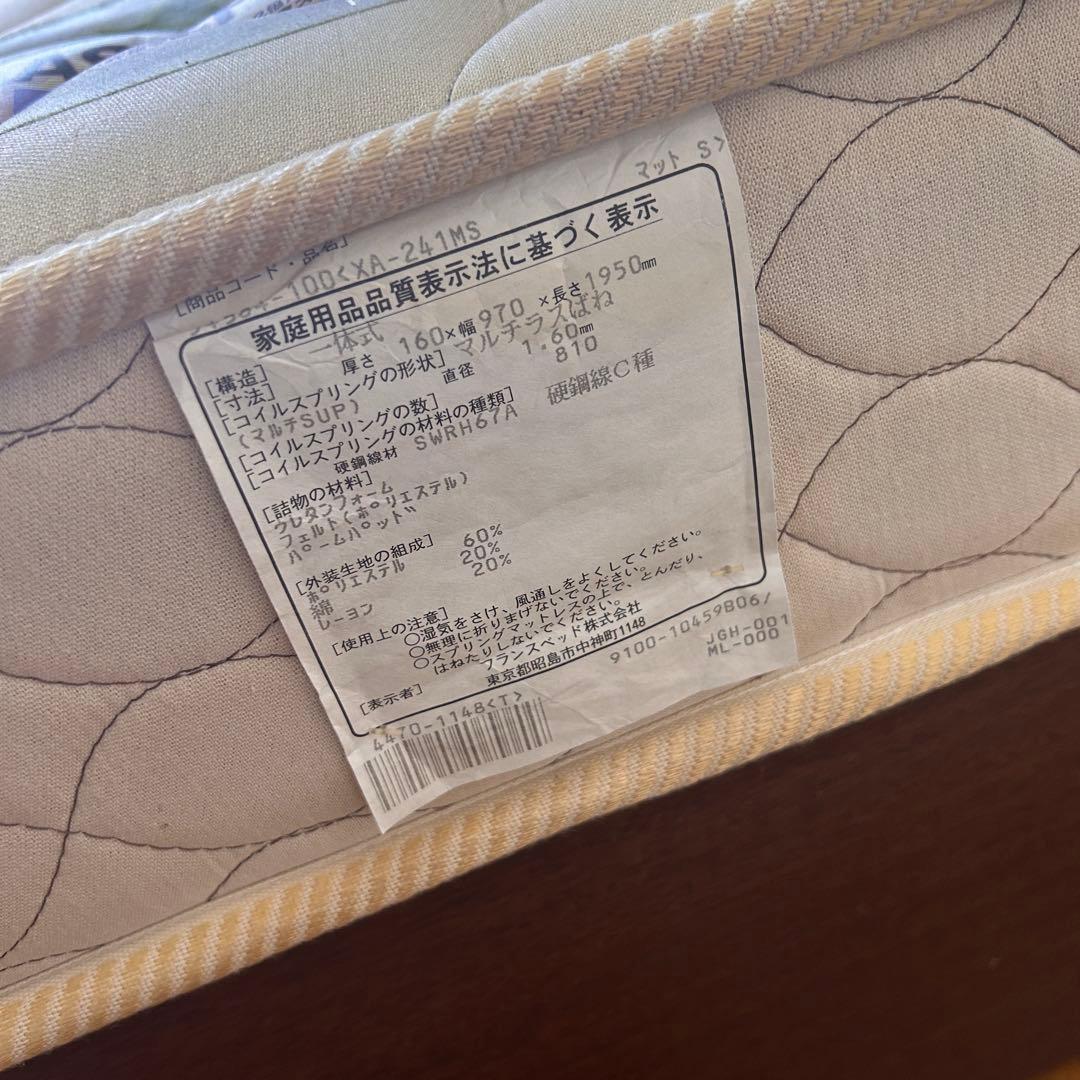 [商品コード・品名]
-100<XA-241MS マット S>
家庭用品品質表示法に基づく表示
[構造] 一体式
[寸法] 厚さ 160×幅 970 ×長さ1950mm
[コイルスプリングの形状] マルチラスばね
(マルチSUP) 直径 1.60mm
[コイルスプリングの数] 810
[コイルスプリングの材料の種類]
硬鋼線材 SWRH67A 硬鋼線C種
[詰物の材料]
ウレタンフォーム
フェルト(ポリエステル)
パームパッド
[外装生地の組成]
ポリエステル 60%
綿 20%
レーヨン 20%
[使用上の注意]
○湿気をさけ、風通しをよくしてください。
○無理に折りまげないでください。
○スプリングマットレスの上で、とんだり、
はねたりしないでください。
[表示者] フランスベッド株式会社
東京都昭島市中神町1148
9100-10459B06/
JGH-001
ML-000
4470-1148<T>